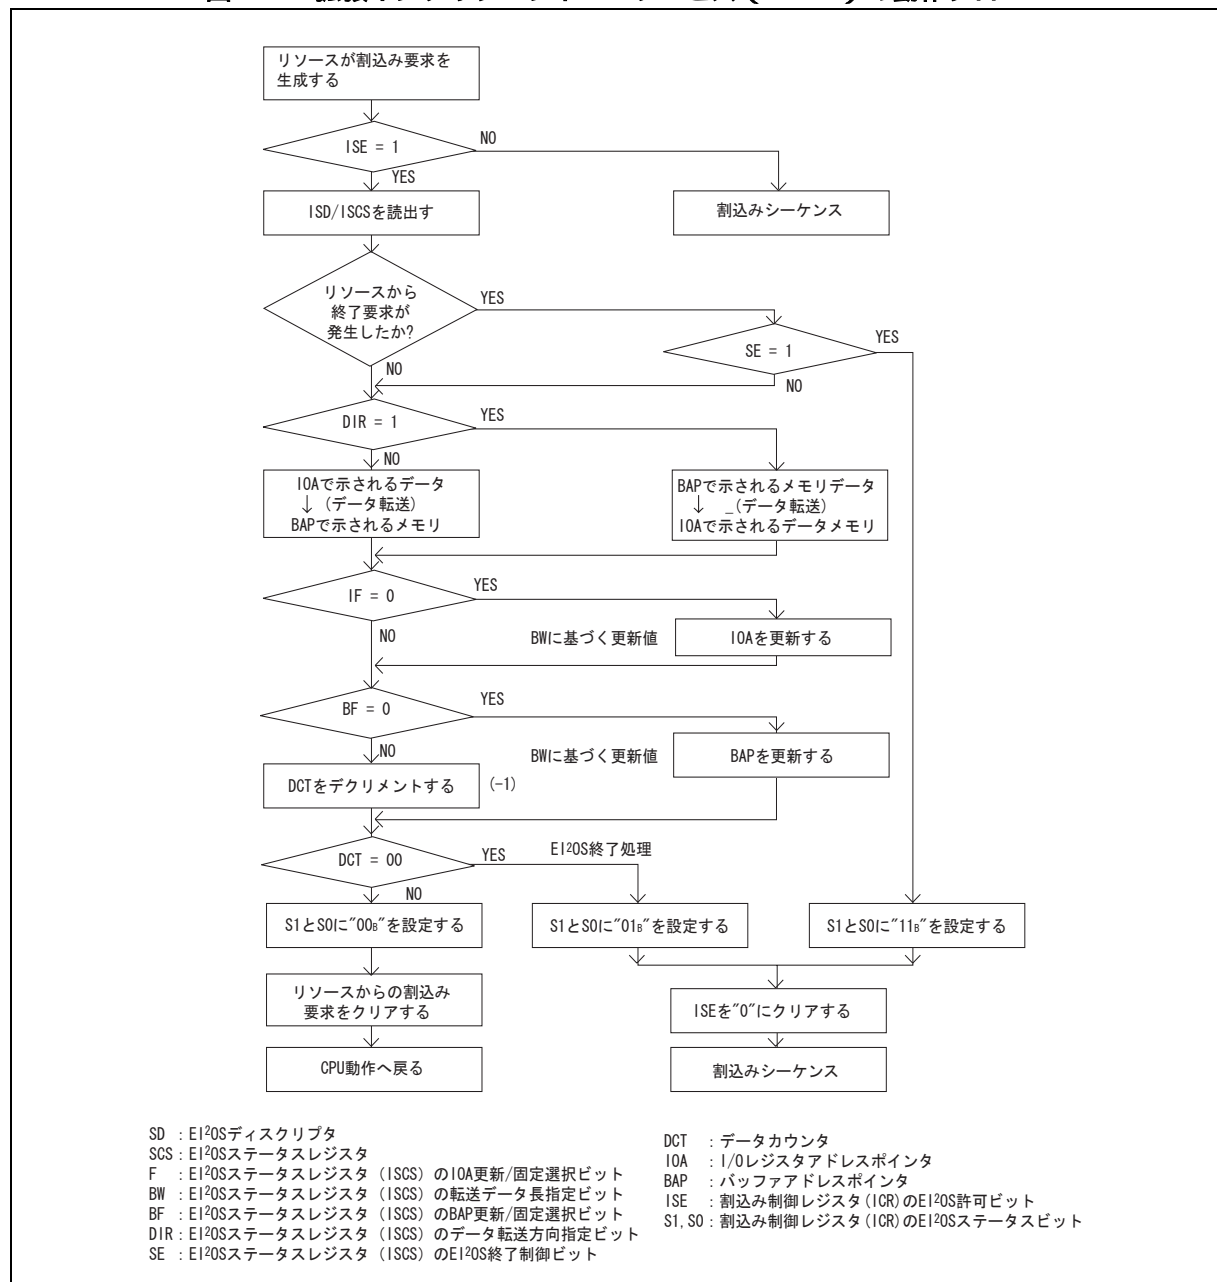 リソースが割込み要求を
生成する
ISE = 1
NO
YES
ISD/ISCSを読出す
割込みシーケンス
リソースから
終了要求が
発生したか?
YES
SE = 1
YES
NO
NO
DIR = 1
YES
NO
IOAで示されるデータ
↓ (データ転送)
BAPで示されるメモリ
BAPで示されるメモリデータ
↓ _(データ転送)
IOAで示されるデータメモリ
IF = 0
YES
NO
BWに基づく更新値
IOAを更新する
BF = 0
YES
NO
BWに基づく更新値
BAPを更新する
DCTをデクリメントする
(-1)
DCT = 00
YES
EI²OS終了処理
NO
S1とS0に"00B"を設定する
S1とS0に"01B"を設定する
S1とS0に"11B"を設定する
リソースからの割込み
要求をクリアする
ISEを"0"にクリアする
CPU動作へ戻る
割込みシーケンス
SD : EI²OSディスクリプタ
SCS : EI²OSステータスレジスタ
F : EI²OSステータスレジスタ (ISCS) のIOA更新/固定選択ビット
BW : EI²OSステータスレジスタ (ISCS) の転送データ長指定ビット
BF : EI²OSステータスレジスタ (ISCS) のBAP更新/固定選択ビット
DIR : EI²OSステータスレジスタ (ISCS) のデータ転送方向指定ビット
SE : EI²OSステータスレジスタ (ISCS) のEI²OS終了制御ビット
DCT : データカウンタ
IOA : I/Oレジスタアドレスポインタ
BAP : バッファアドレスポインタ
ISE : 割込み制御レジスタ(ICR)のEI²OS許可ビット
S1,S0 : 割込み制御レジスタ(ICR)のEI²OSステータスビット